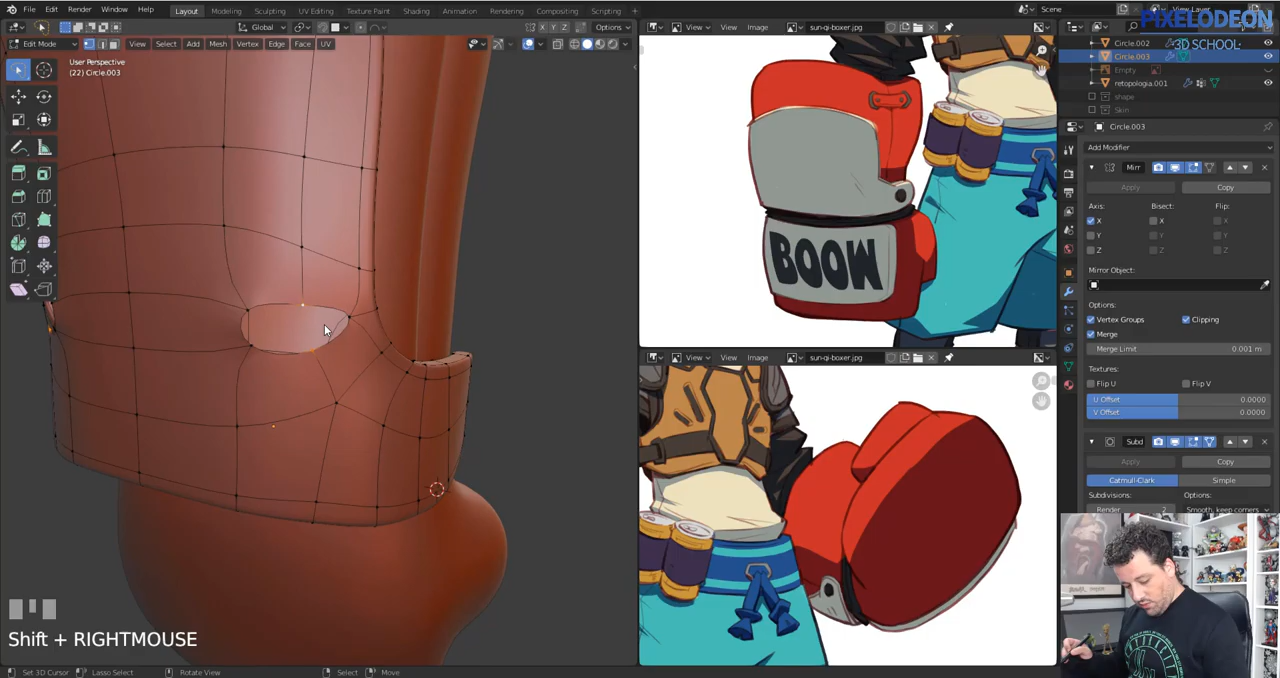 File Edit Render Window Help Layout Modeling Sculpting UV Editing Texture Paint Shading Animation Rendering Compositing Scripting + Scene View Layer
PIXELODEON
3D SCHOOL
Global Options
View Image sun-qi-boxer.jpg
Edit Mode View Select Add Mesh Vertex Edge Face UV
User Perspective
(22) Circle.003
Circle.002
Circle.003
Empty
retopologia.001
shape
Skin
Circle.003
Add Modifier
Mirr
Apply Copy
Axis: Bisect: Flip:
X X X
Y Y Y
Z Z Z
Mirror Object:
Options:
Vertex Groups Clipping
Merge
Merge Limit 0.001 m
Textures:
Flip U Flip V
U Offset 0.0000
V Offset 0.0000
Subd
Apply Copy
Catmull-Clark Simple
Subdivisions: Options:
Render 2 Smooth, keep corners
BOOM
View Image sun-qi-boxer.jpg
Shift + RIGHTMOUSE
Set 3D Cursor Lasso Select Rotate View Select Move